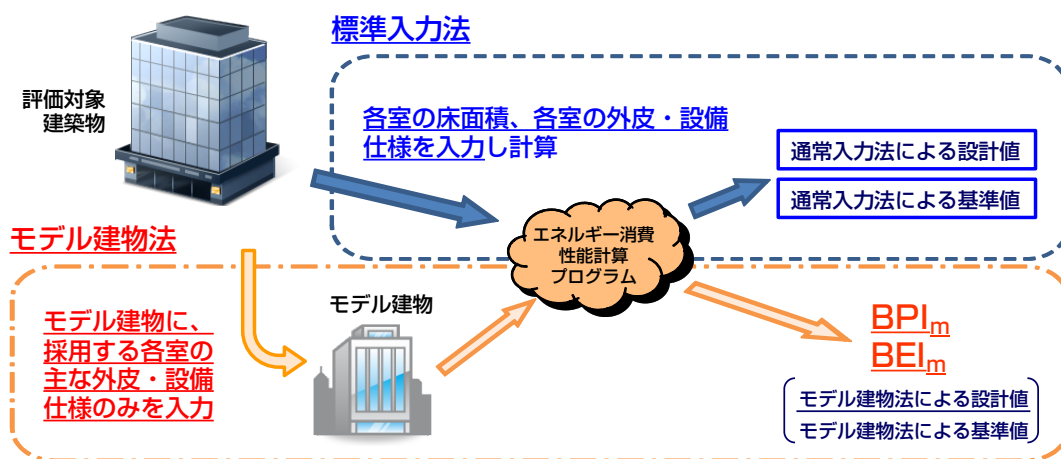 標準入力法
評価対象
建築物
各室の床面積、各室の外皮・設備
仕様を入力し計算
通常入力法による設計値
通常入力法による基準値
エネルギー消費
性能計算
プログラム
モデル建物法
モデル建物に、
採用する各室の
主な外皮・設備
仕様のみを入力
モデル建物
BPIm
BEIm
モデル建物法による設計値
モデル建物法による基準値